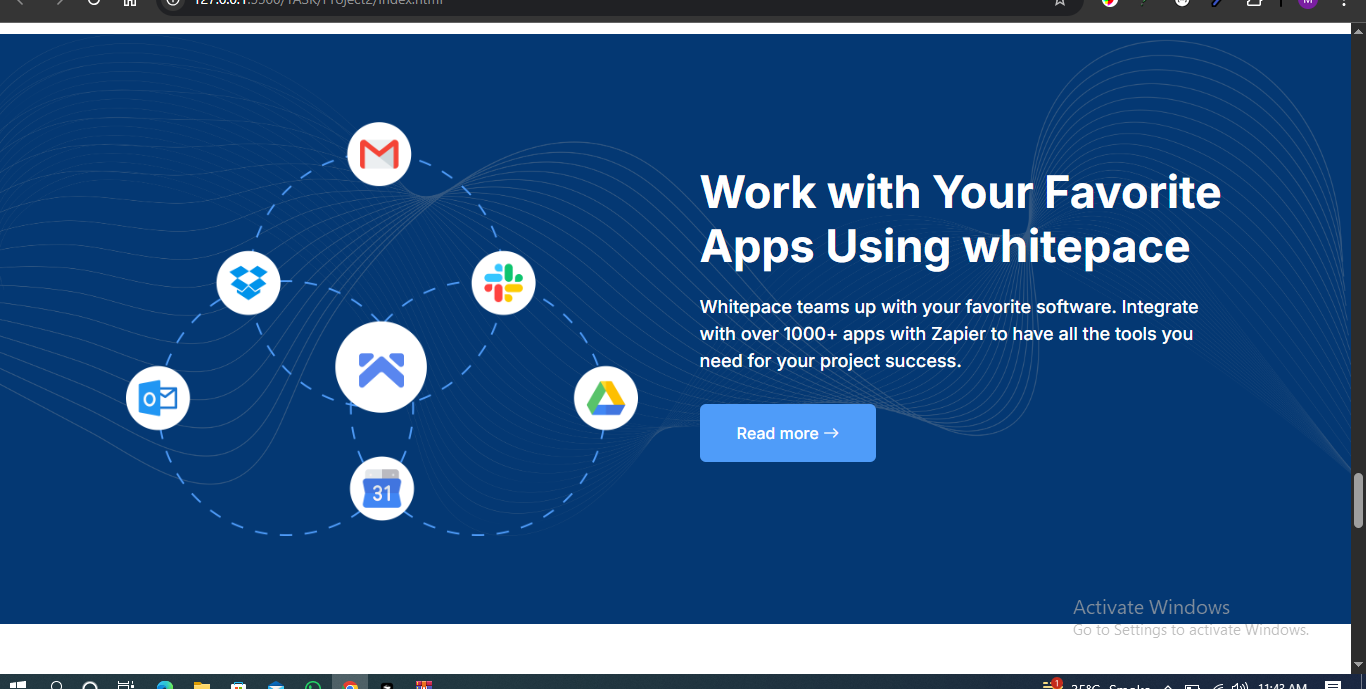 127.0.0.1:5500/TASK/Project2/index.html
M
Work with Your Favorite
Apps Using whitepace
Whitepace teams up with your favorite software. Integrate
with over 1000+ apps with Zapier to have all the tools you
need for your project success.
Read more →
31
Activate Windows
Go to Settings to activate Windows.
1
35°C Smoke
11:43 AM